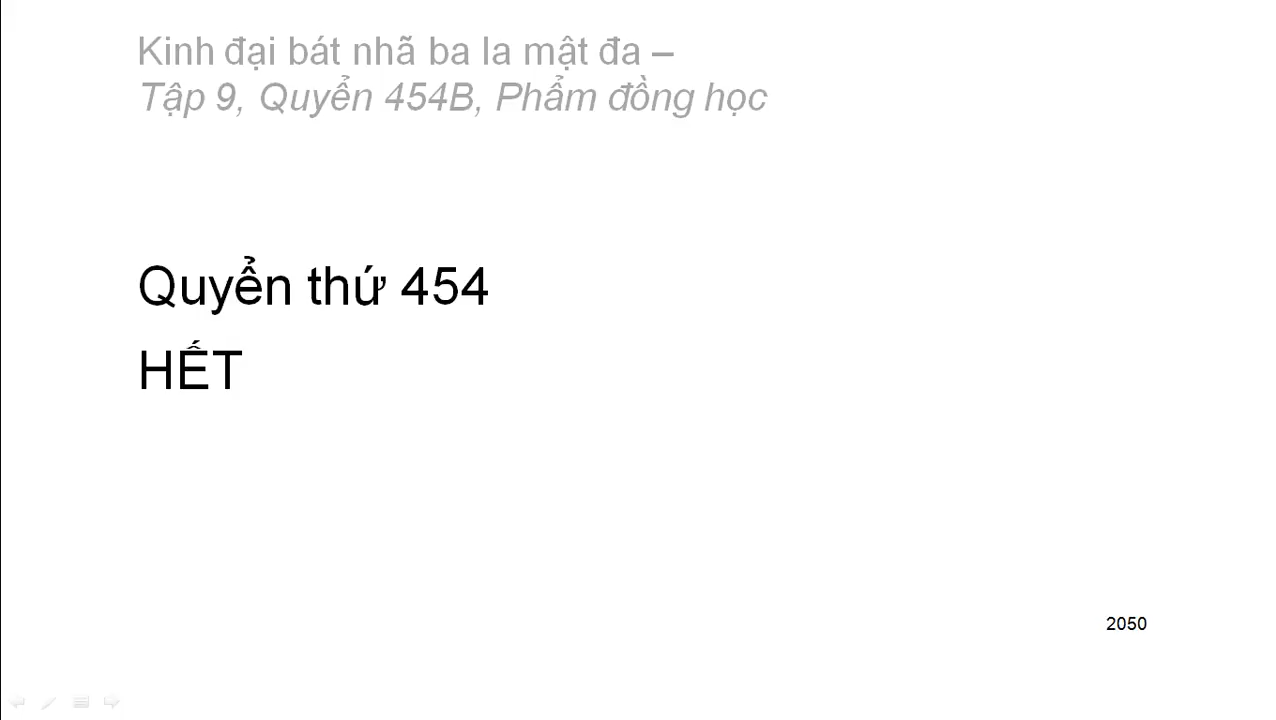 Kinh đại bát nhã ba la mật đa –
Tập 9, Quyển 454B, Phẩm đồng học
Quyển thứ 454
HẾT
2050